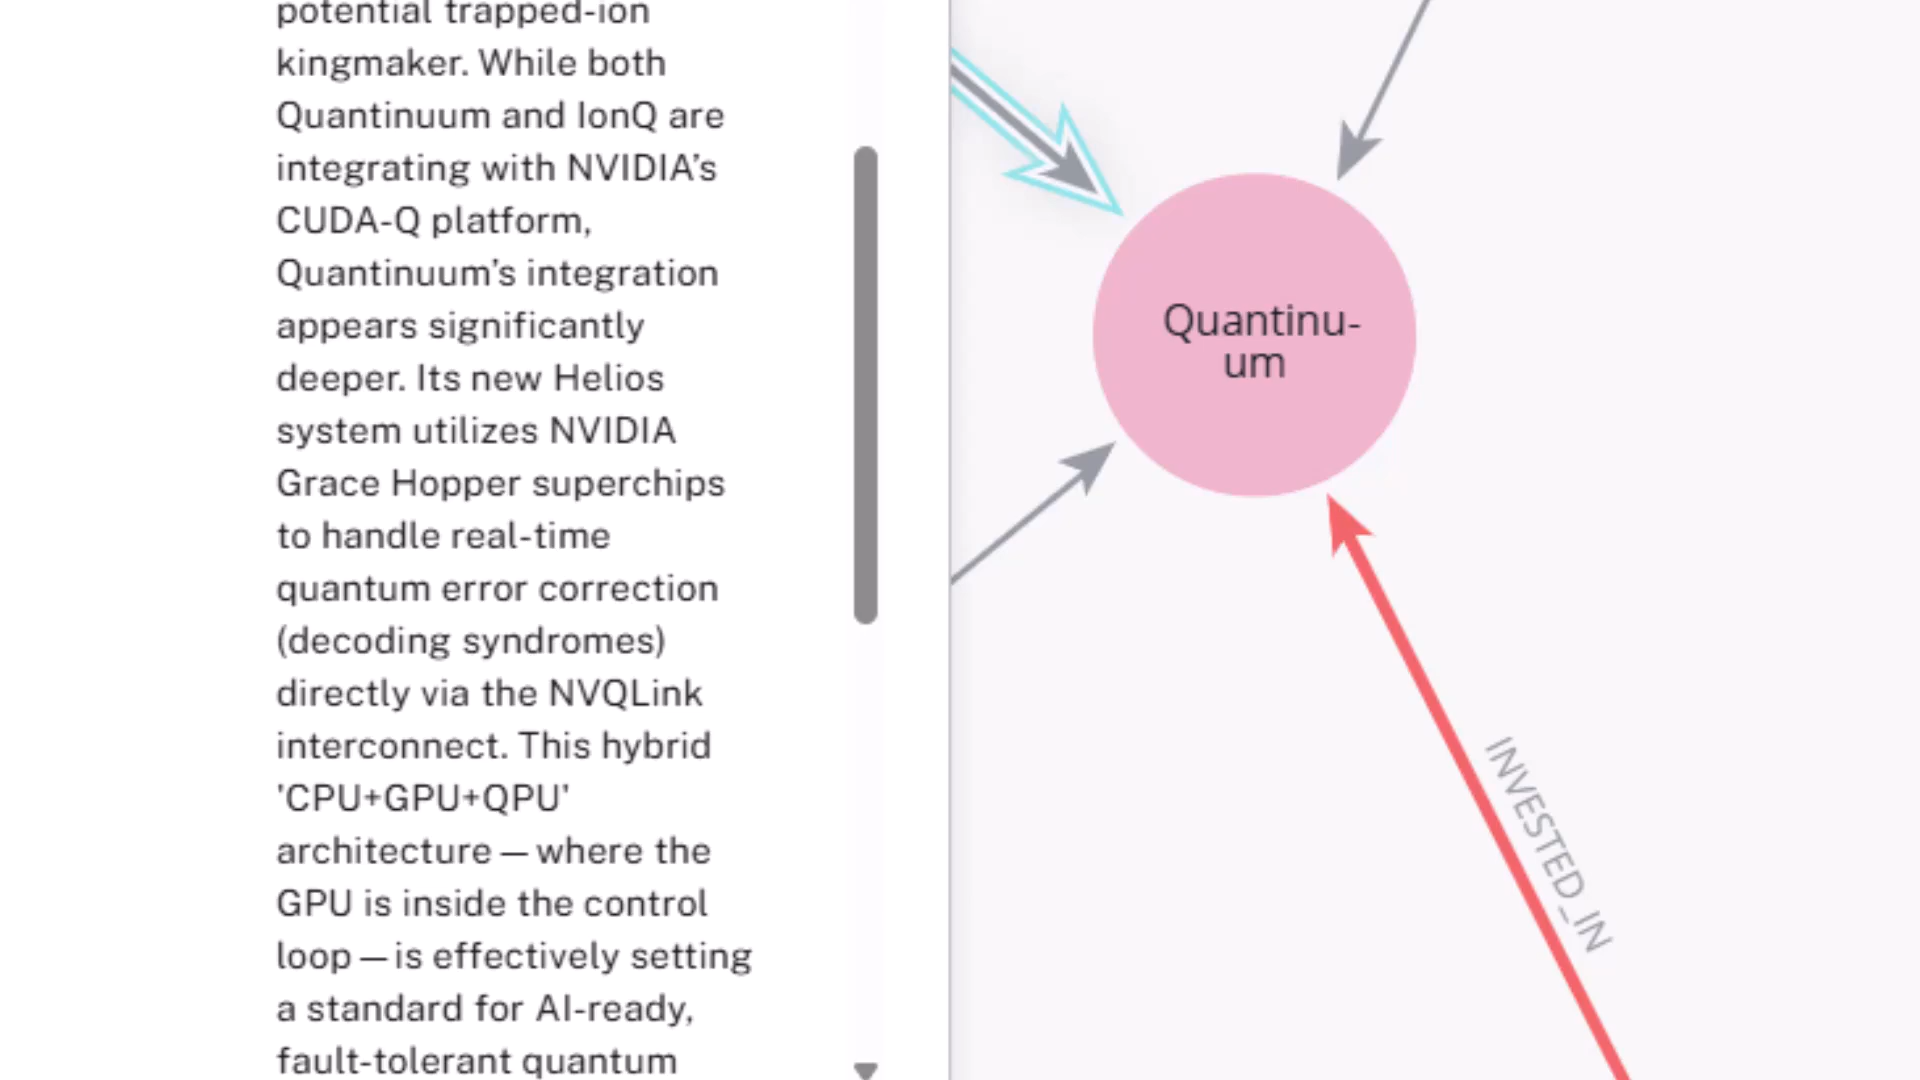 potential trapped-ion
kingmaker. While both
Quantinuum and IonQ are
integrating with NVIDIA’s
CUDA-Q platform,
Quantinuum’s integration
appears significantly
deeper. Its new Helios
system utilizes NVIDIA
Grace Hopper superchips
to handle real-time
quantum error correction
(decoding syndromes)
directly via the NVQLink
interconnect. This hybrid
'CPU+GPU+QPU'
architecture — where the
GPU is inside the control
loop — is effectively setting
a standard for AI-ready,
fault-tolerant quantum
Quantinu-
um
INVESTED_IN